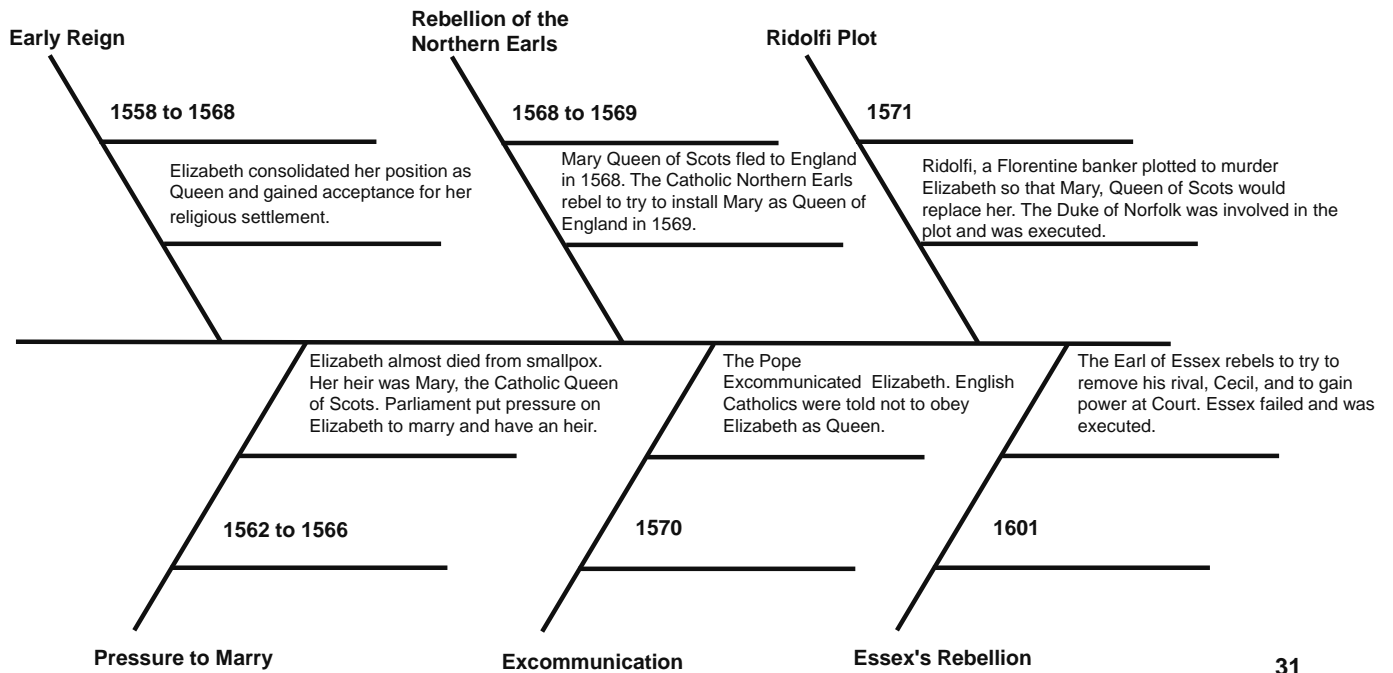 Early Reign
1558 to 1568
Elizabeth consolidated her position as
Queen and gained acceptance for her
religious settlement.
Rebellion of the
Northern Earls
1568 to 1569
Mary Queen of Scots fled to England
in 1568. The Catholic Northern Earls
rebel to try to install Mary as Queen of
England in 1569.
Ridolfi Plot
1571
Ridolfi, a Florentine banker plotted to murder
Elizabeth so that Mary, Queen of Scots would
replace her. The Duke of Norfolk was involved in the
plot and was executed.
Elizabeth almost died from smallpox.
Her heir was Mary, the Catholic Queen
of Scots. Parliament put pressure on
Elizabeth to marry and have an heir.
1562 to 1566
Pressure to Marry
The Pope
Excommunicated Elizabeth. English
Catholics were told not to obey
Elizabeth as Queen.
1570
Excommunication
The Earl of Essex rebels to try to
remove his rival, Cecil, and to gain
power at Court. Essex failed and was
executed.
1601
Essex's Rebellion
31